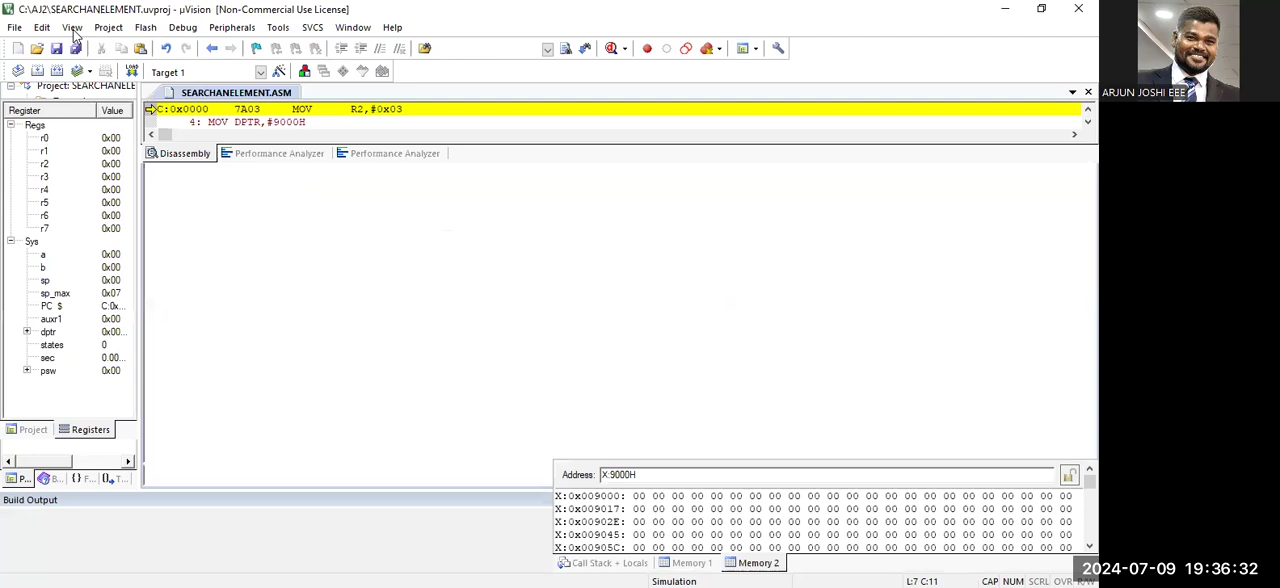 C:\AJ2\SEARCHANELEMENT.uvproj - µVision [Non-Commercial Use License]
File Edit View Project Flash Debug Peripherals Tools SVCS Window Help
LOAD
Target 1
Project: SEARCHANELE
SEARCHANELEMENT.ASM
Register Value
C:0x0000 7A03 MOV R2,#0x03
4: MOV DPTR,#9000H
Disassembly Performance Analyzer Performance Analyzer
Regs
r0 0x00
r1 0x00
r2 0x00
r3 0x00
r4 0x00
r5 0x00
r6 0x00
r7 0x00
Sys
a 0x00
b 0x00
sp 0x00
sp_max 0x07
PC $ C:0x...
auxr1 0x00
dptr 0x00...
states 0
sec 0.00...
psw 0x00
Project Registers
P... B... {} F... T...
Build Output
Address: X:9000H
X:0x009000: 00 00 00 00 00 00 00 00 00 00 00 00 00 00 00 00 00 00 00 00 00 00 00
X:0x009017: 00 00 00 00 00 00 00 00 00 00 00 00 00 00 00 00 00 00 00 00 00 00 00
X:0x00902E: 00 00 00 00 00 00 00 00 00 00 00 00 00 00 00 00 00 00 00 00 00 00 00
X:0x009045: 00 00 00 00 00 00 00 00 00 00 00 00 00 00 00 00 00 00 00 00 00 00 00
X:0x00905C: 00 00 00 00 00 00 00 00 00 00 00 00 00 00 00 00 00 00 00 00 00 00 00
Call Stack + Locals Memory 1 Memory 2
Simulation L:7 C:11 CAP NUM SCRL OVR R/W
ARJUN JOSHI EEE
2024-07-09 19:36:32